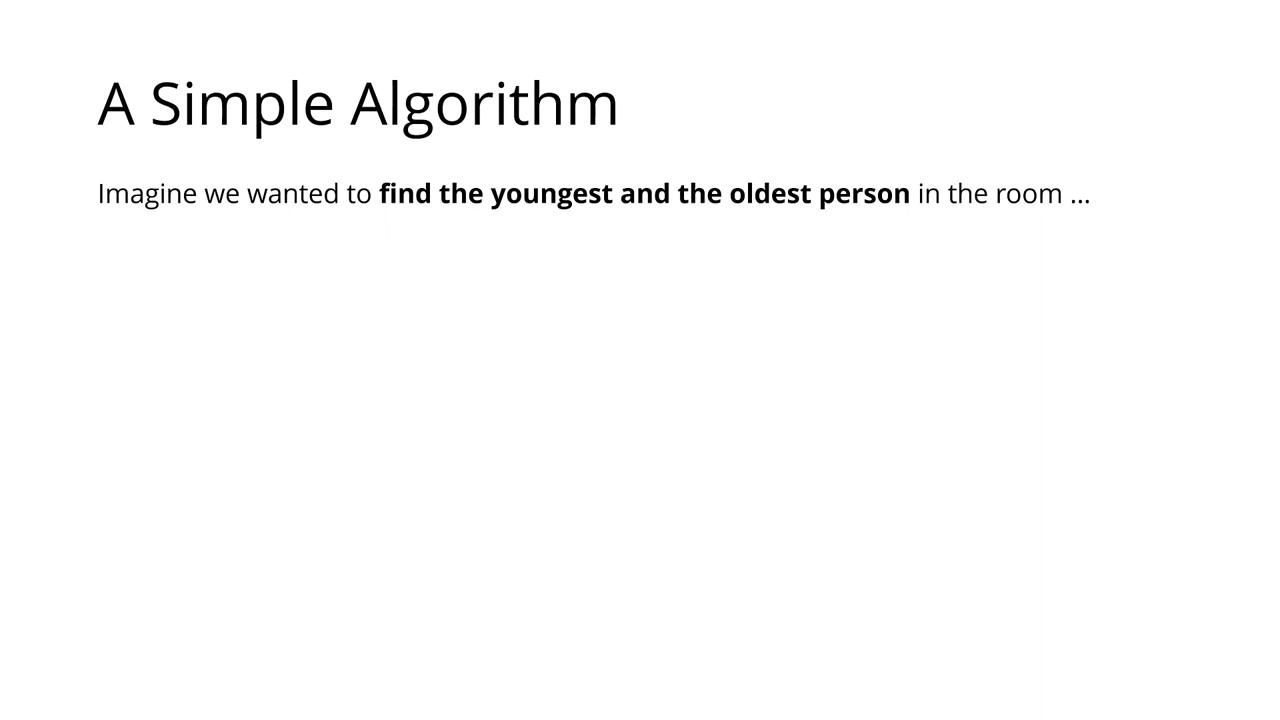 A Simple Algorithm
Imagine we wanted to find the youngest and the oldest person in the room ...